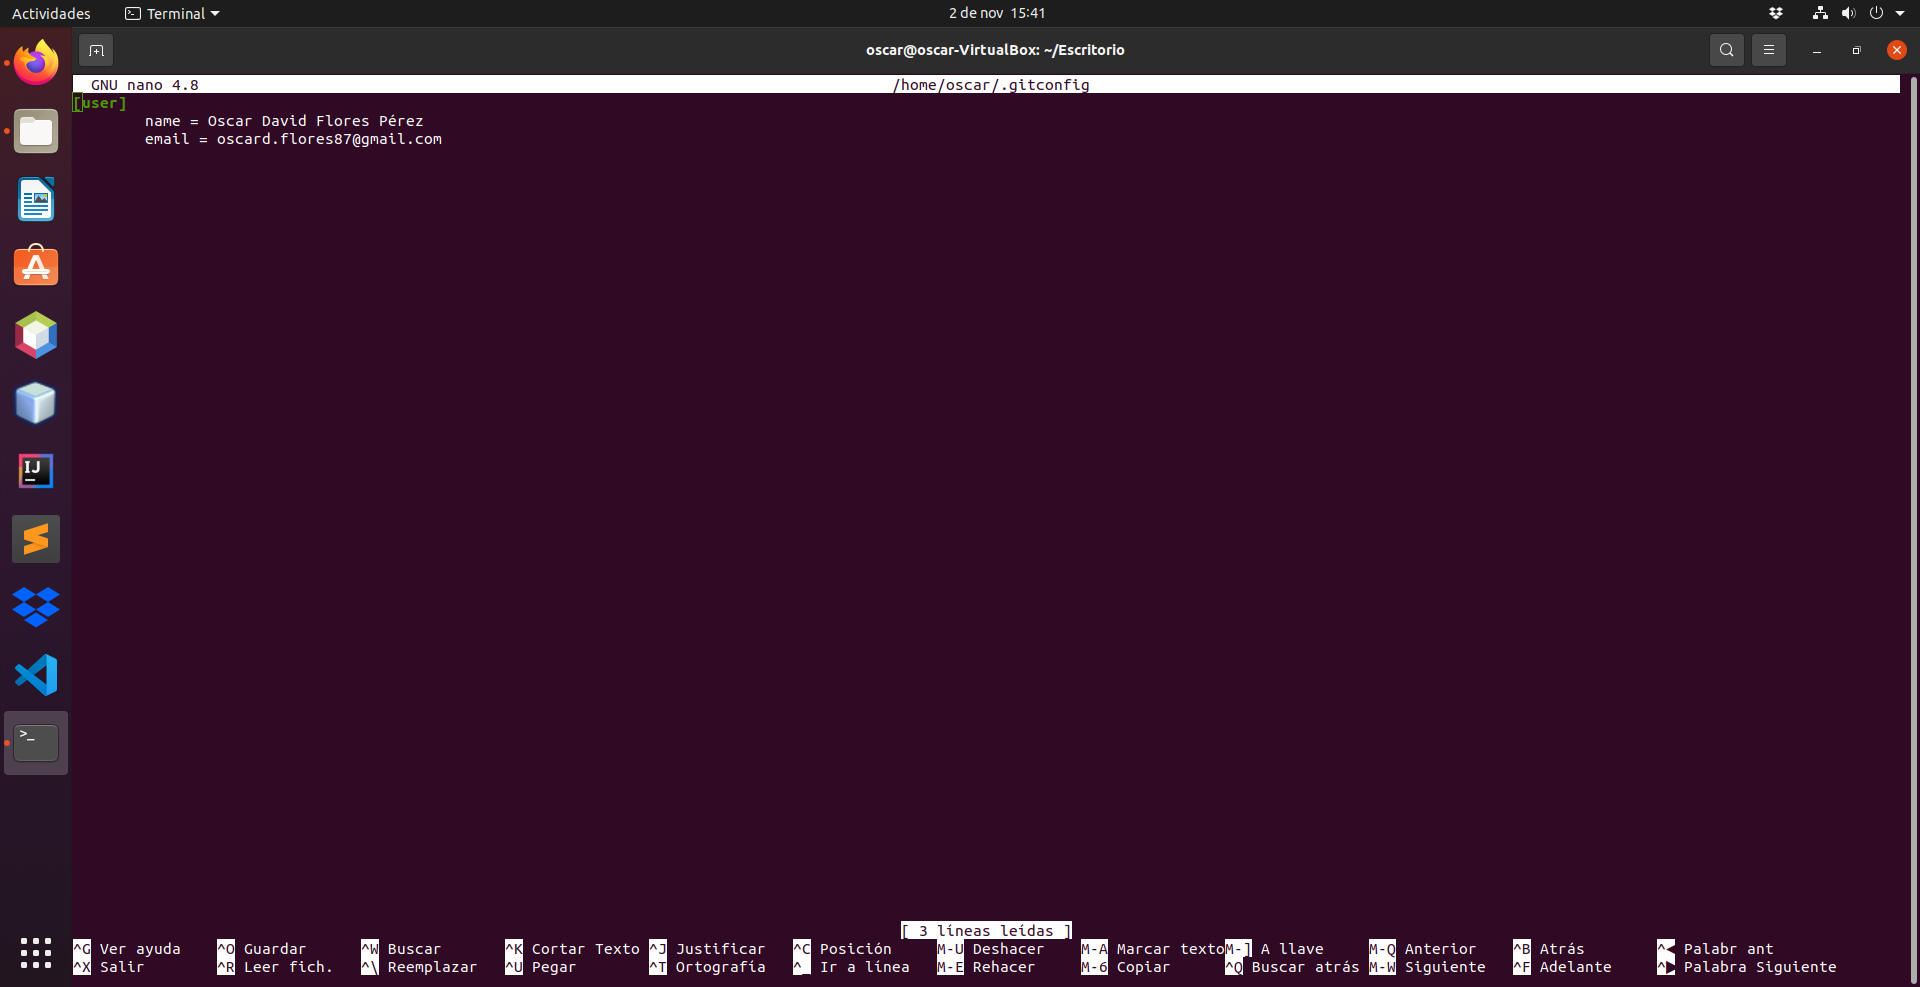 Actividades Terminal 2 de nov 15:41
oscar@oscar-VirtualBox: ~/Escritorio
GNU nano 4.8 /home/oscar/.gitconfig
[user]
name = Oscar David Flores Pérez
email = oscard.flores87@gmail.com
IJ
>_
[ 3 líneas leídas ]
^G Ver ayuda ^O Guardar ^W Buscar ^K Cortar Texto ^J Justificar ^C Posición M-U Deshacer M-A Marcar texto M-] A llave M-Q Anterior ^B Atrás ^◀ Palabr ant
^X Salir ^R Leer fich. ^\ Reemplazar ^U Pegar ^T Ortografía ^_ Ir a línea M-E Rehacer M-6 Copiar ^Q Buscar atrás M-W Siguiente ^F Adelante ^▶ Palabra Siguiente